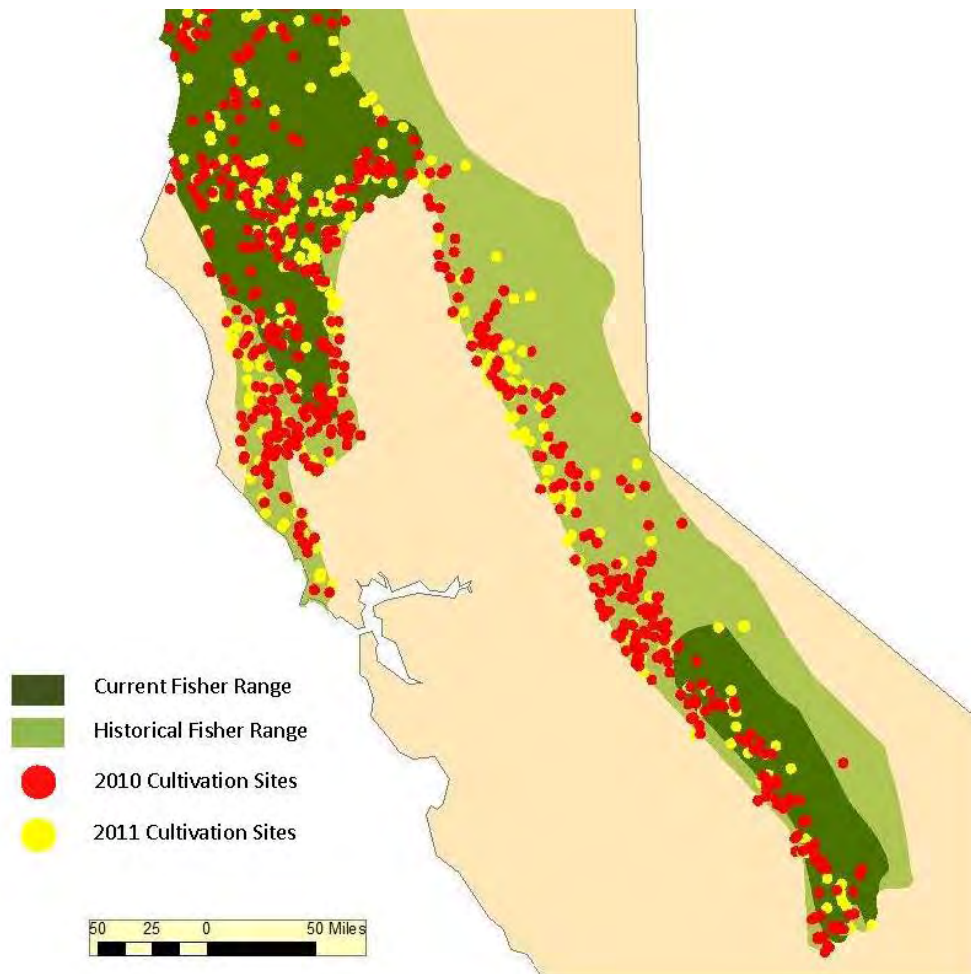 Current Fisher Range
Historical Fisher Range
2010 Cultivation Sites
2011 Cultivation Sites
50 25 0 50 Miles